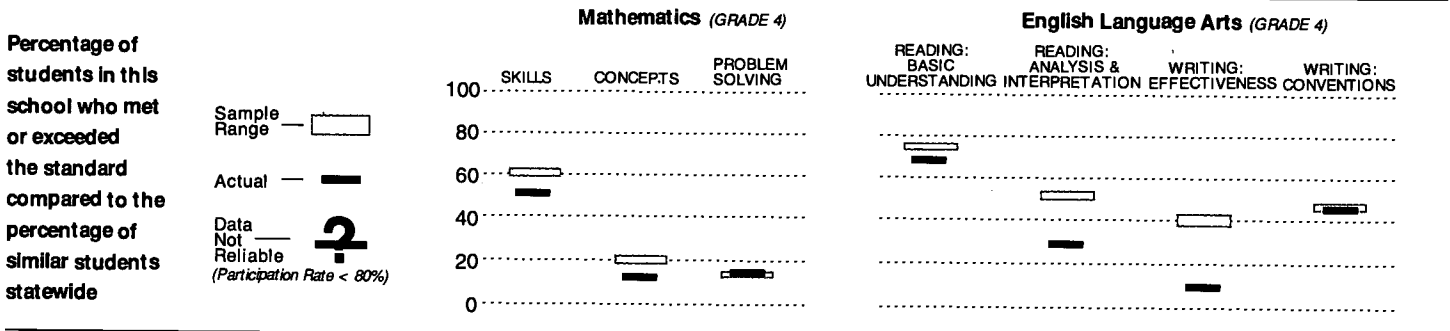 Percentage of
students in this
school who met
or exceeded
the standard
compared to the
percentage of
similar students
statewide
Sample
Range
Actual
Data
Not
Reliable
?
(Participation Rate < 80%)
Mathematics (GRADE 4)
SKILLS
CONCEPTS
PROBLEM
SOLVING
100
80
60
40
20
0
English Language Arts (GRADE 4)
READING:
BASIC
UNDERSTANDING
READING:
ANALYSIS &
INTERPRETATION
WRITING:
EFFECTIVENESS
WRITING:
CONVENTIONS